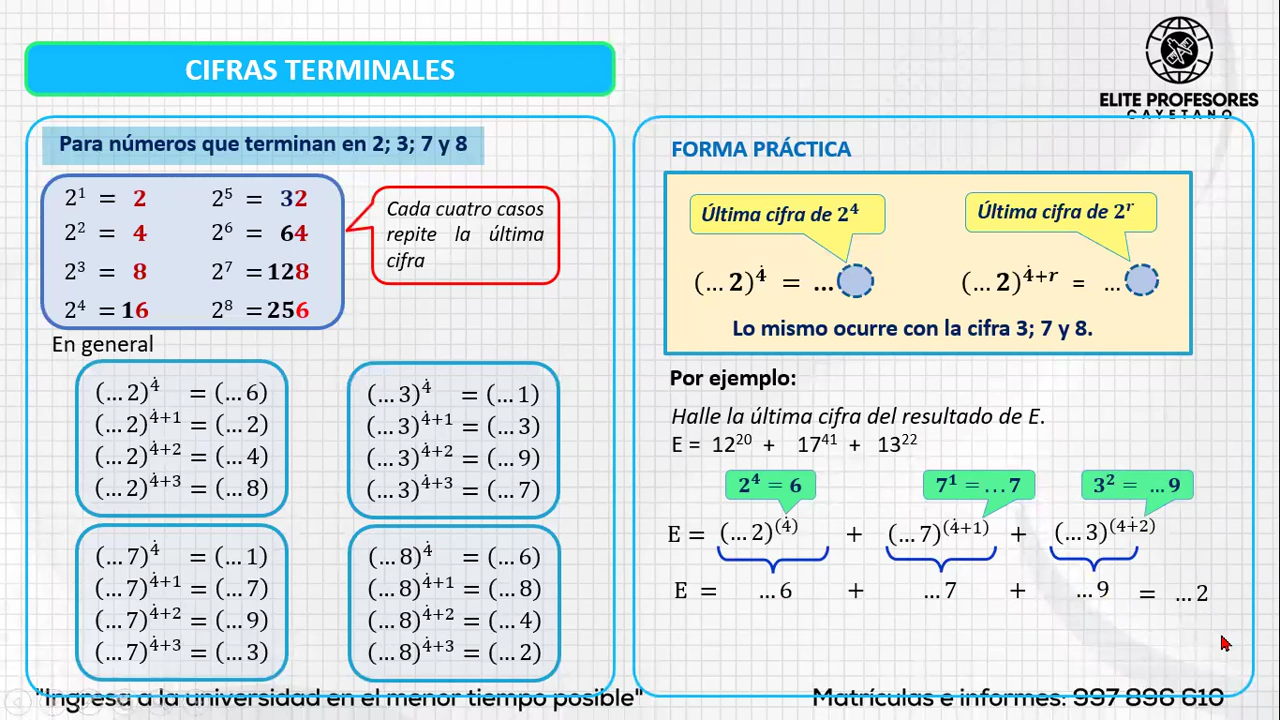 CIFRAS TERMINALES
ELITE PROFESORES
CAYETANO
Para números que terminan en 2; 3; 7 y 8
2¹ = 2 2⁵ = 32
2² = 4 2⁶ = 64
2³ = 8 2⁷ = 128
2⁴ = 16 2⁸ = 256
Cada cuatro casos
repite la última
cifra
En general
(... 2)^4̇ = (... 6)
(... 2)^(4̇+1) = (... 2)
(... 2)^(4̇+2) = (... 4)
(... 2)^(4̇+3) = (... 8)
(... 3)^4̇ = (... 1)
(... 3)^(4̇+1) = (... 3)
(... 3)^(4̇+2) = (... 9)
(... 3)^(4̇+3) = (... 7)
(... 7)^4̇ = (... 1)
(... 7)^(4̇+1) = (... 7)
(... 7)^(4̇+2) = (... 9)
(... 7)^(4̇+3) = (... 3)
(... 8)^4̇ = (... 6)
(... 8)^(4̇+1) = (... 8)
(... 8)^(4̇+2) = (... 4)
(... 8)^(4̇+3) = (... 2)
FORMA PRÁCTICA
Última cifra de 2⁴ Última cifra de 2^r
(... 2)^4̇ = ... (... 2)^(4̇+r) = ...
Lo mismo ocurre con la cifra 3; 7 y 8.
Por ejemplo:
Halle la última cifra del resultado de E.
E = 12²⁰ + 17⁴¹ + 13²²
2⁴ = 6 7¹ = ...7 3² = ...9
E = (... 2)^(4̇) + (... 7)^(4̇+1) + (... 3)^(4+̇2)
E = ...6 + ...7 + ...9 = ...2
"Ingresa a la universidad en el menor tiempo posible"
Matrículas e informes: 997 896 610